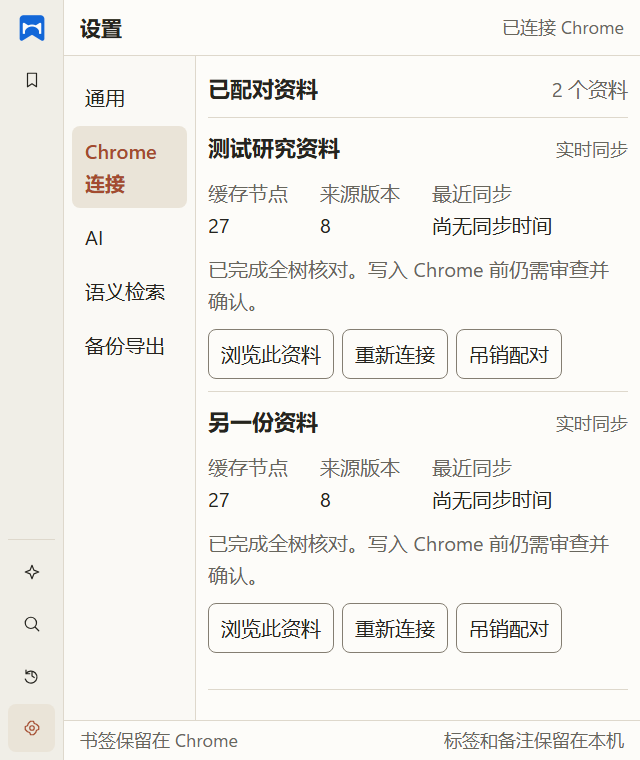 设置
已连接 Chrome
通用
Chrome
连接
AI
语义检索
备份导出
已配对资料
2 个资料
测试研究资料
实时同步
缓存节点 来源版本 最近同步
27 8 尚无同步时间
已完成全树核对。写入 Chrome 前仍需审查并
确认。
浏览此资料 重新连接 吊销配对
另一份资料
实时同步
缓存节点 来源版本 最近同步
27 8 尚无同步时间
已完成全树核对。写入 Chrome 前仍需审查并
确认。
浏览此资料 重新连接 吊销配对
书签保留在 Chrome
标签和备注保留在本机